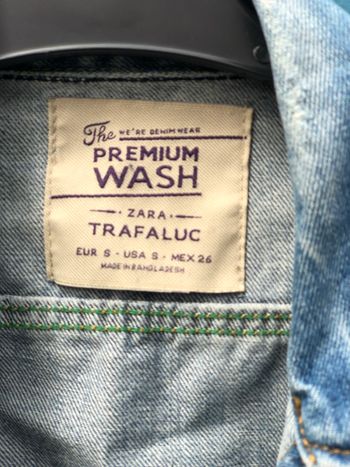 The WE'RE DENIM WEAR
PREMIUM
WASH
· ZARA ·
TRAFALUC
EUR S · USA S · MEX 26
MADE IN BANGLADESH